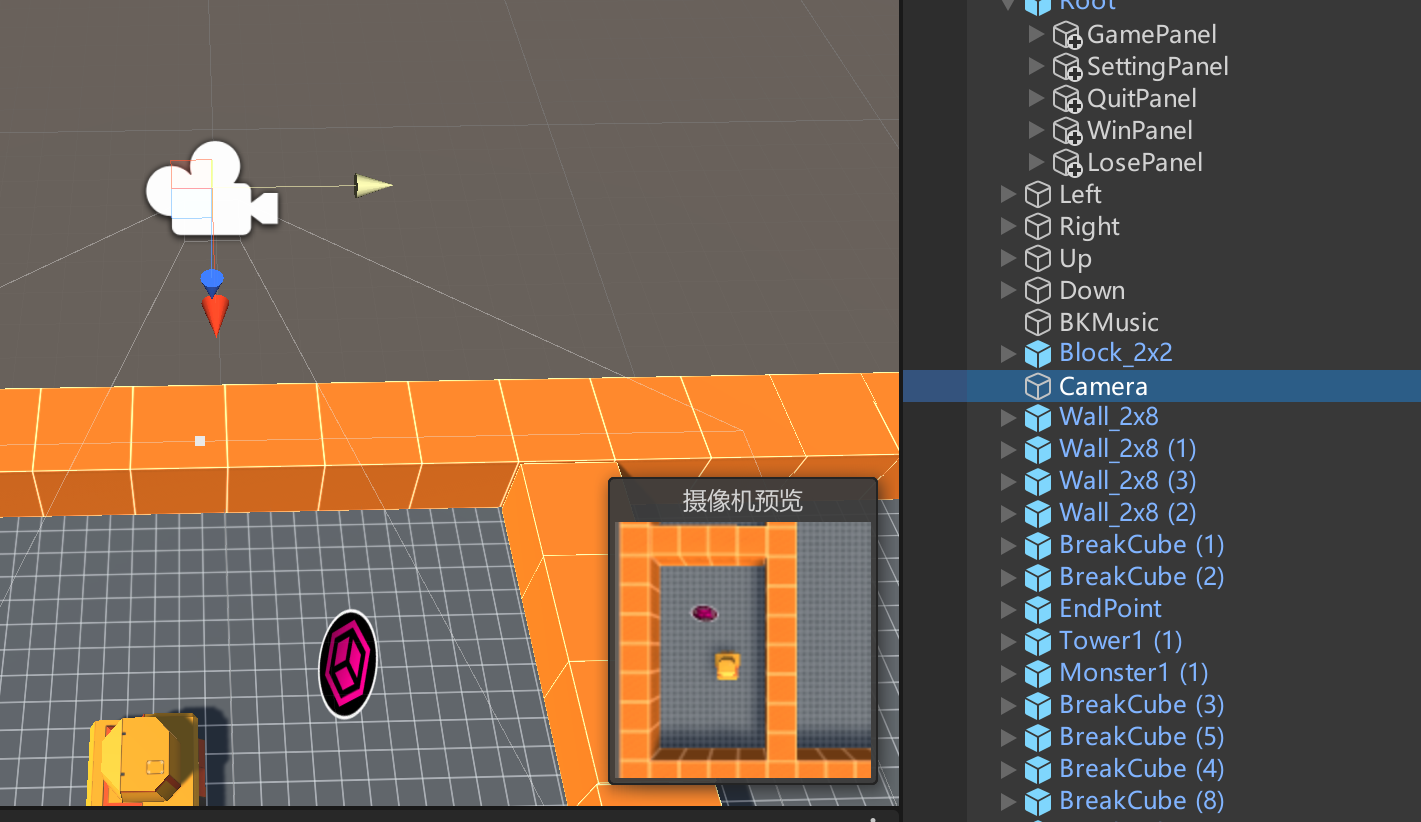 Root
GamePanel
SettingPanel
QuitPanel
WinPanel
LosePanel
Left
Right
Up
Down
BKMusic
Block_2x2
Camera
Wall_2x8
Wall_2x8 (1)
Wall_2x8 (3)
Wall_2x8 (2)
BreakCube (1)
BreakCube (2)
EndPoint
Tower1 (1)
Monster1 (1)
BreakCube (3)
BreakCube (5)
BreakCube (4)
BreakCube (8)
摄像机预览